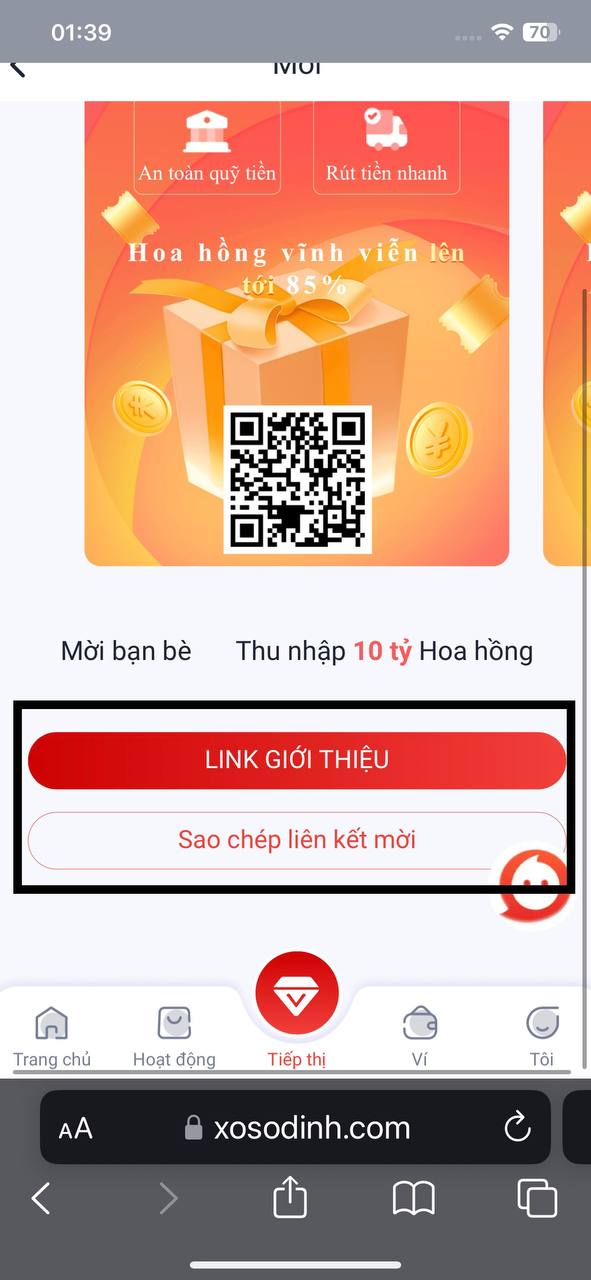 01:39
70
Mời
An toàn quỹ tiền
Rút tiền nhanh
Hoa hồng vĩnh viễn lên
tới 85%
Mời bạn bè
Thu nhập 10 tỷ Hoa hồng
LINK GIỚI THIỆU
Sao chép liên kết mời
Trang chủ
Hoạt động
Tiếp thị
Ví
Tôi
AA
xosodinh.com